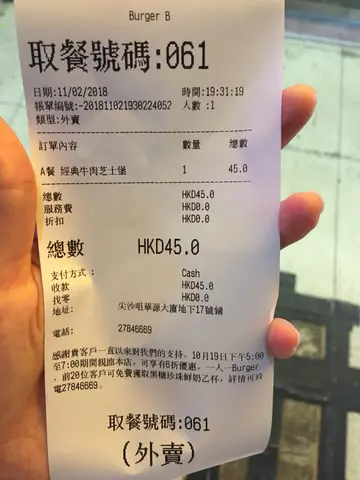 Burger B
取餐號碼:061
日期:11/02/2018 時間:19:31:19
帳單編號:-201811021930224052 人數:1
類型:外賣
訂單內容 數量 總數
A餐 經典牛肉芝士堡 1 45.0
總數 HKD45.0
服務費 HKD0.0
折扣 HKD0.0
總數 HKD45.0
支付方式: Cash
收款 HKD45.0
找零 HKD0.0
地址: 尖沙咀華源大廈地下17號鋪
電話: 27846669
感謝貴客戶一直以來對我們的支持。10月19日下午5:00
至7:00期間親臨本店,可享有6折優惠,一人一Burger
。前20位客戶可免費獲取黑糖珍珠鮮奶乙杯,詳情可致
電27846669。
取餐號碼:061
(外賣)